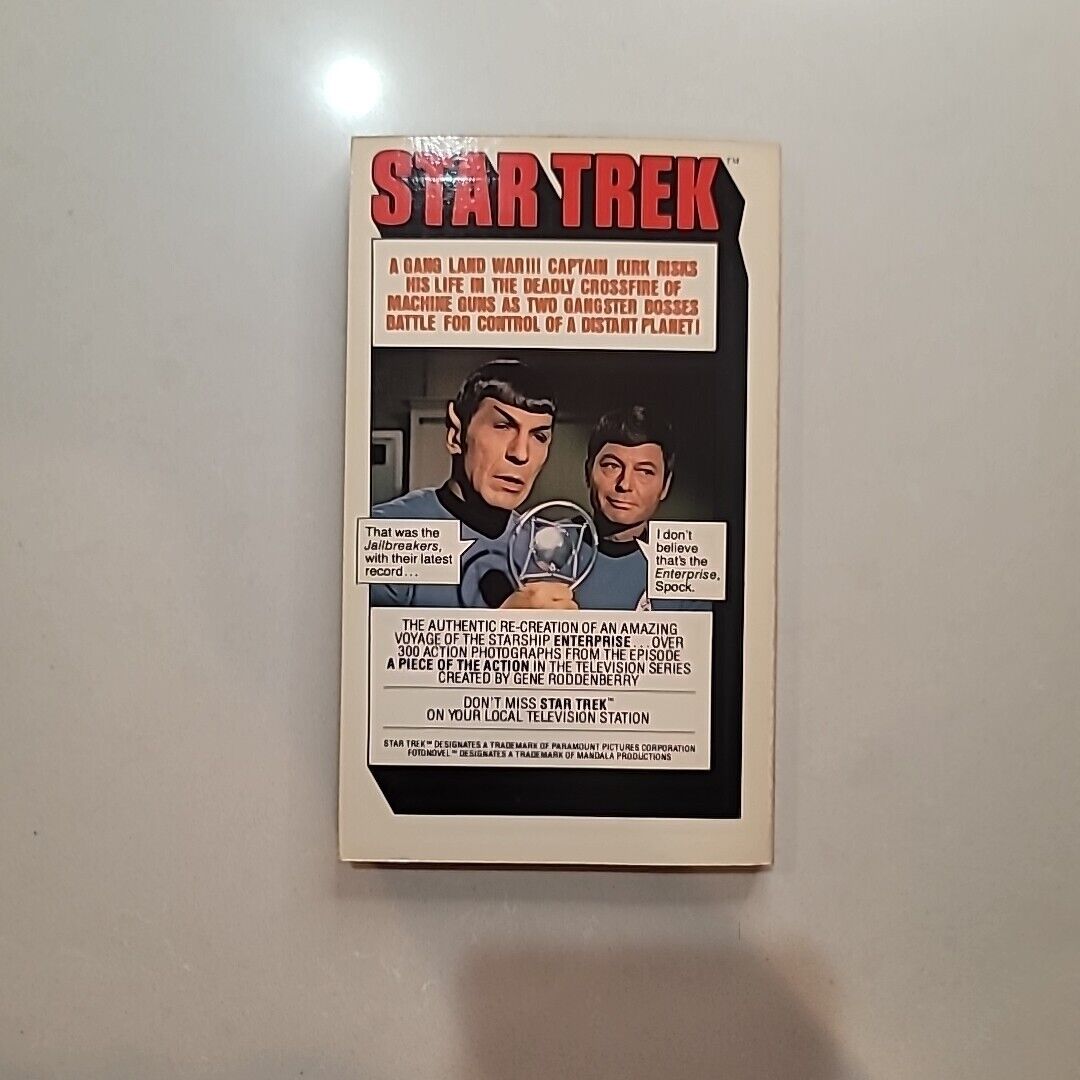 STAR TREK™
A GANG LAND WAR!!! CAPTAIN KIRK RISKS
HIS LIFE IN THE DEADLY CROSSFIRE OF
MACHINE GUNS AS TWO GANGSTER BOSSES
BATTLE FOR CONTROL OF A DISTANT PLANET!
That was the
Jailbreakers,
with their latest
record...
I don't
believe
that's the
Enterprise,
Spock.
THE AUTHENTIC RE-CREATION OF AN AMAZING
VOYAGE OF THE STARSHIP ENTERPRISE... OVER
300 ACTION PHOTOGRAPHS FROM THE EPISODE
A PIECE OF THE ACTION IN THE TELEVISION SERIES
CREATED BY GENE RODDENBERRY
DON'T MISS STAR TREK™
ON YOUR LOCAL TELEVISION STATION
STAR TREK™ DESIGNATES A TRADEMARK OF PARAMOUNT PICTURES CORPORATION
FOTONOVEL™ DESIGNATES A TRADEMARK OF MANDALA PRODUCTIONS